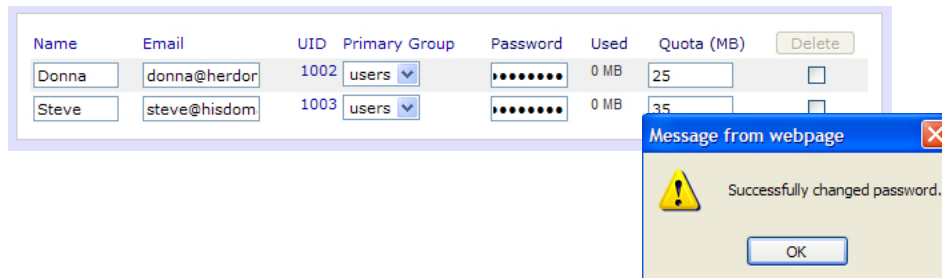 Name Email UID Primary Group Password Used Quota (MB) Delete
Donna donna@herdor 1002 users •••••••• 0 MB 25
Steve steve@hisdom 1003 users •••••••• 0 MB 35
Message from webpage
Successfully changed password.
OK